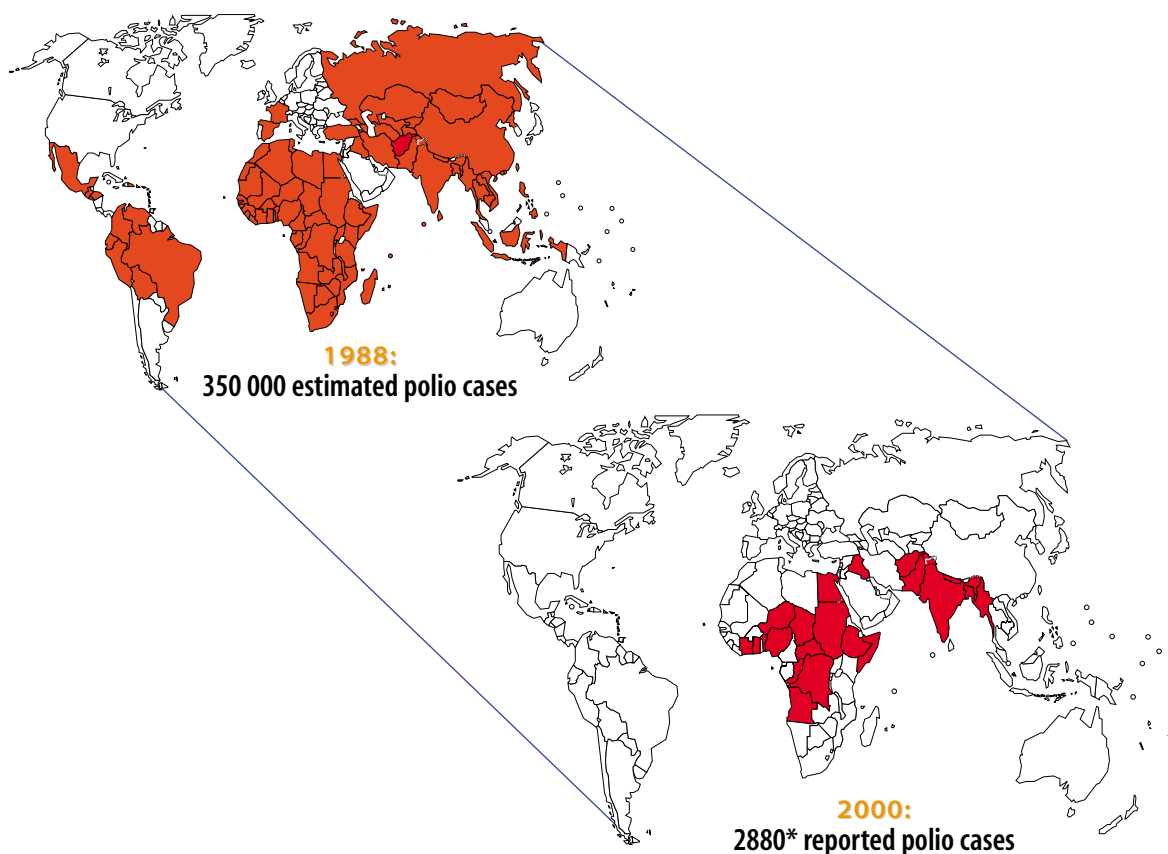 1988:
350 000 estimated polio cases
2000:
2880* reported polio cases